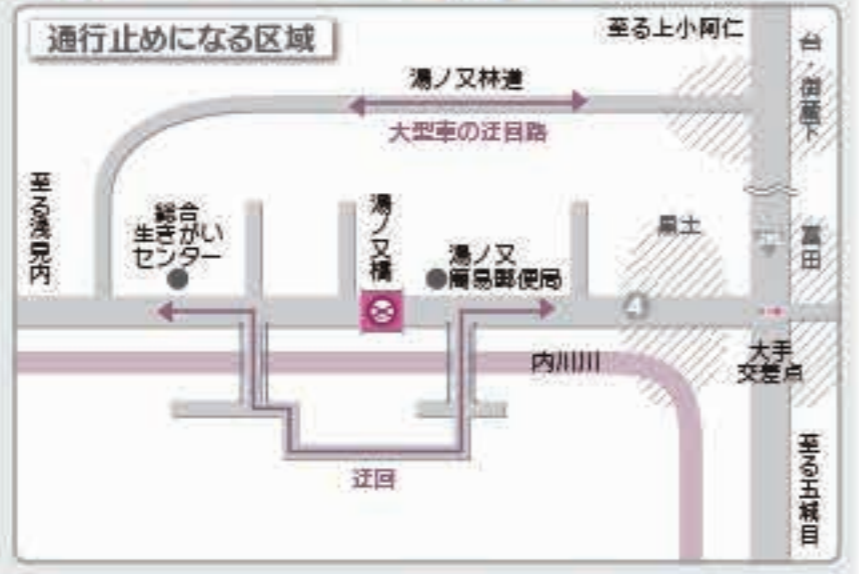 通行止めになる区域
至る上小阿仁
台・御蔵下
湯ノ又林道
大型車の迂回路
至る浅見内
総合
生きがい
センター
湯ノ又橋
湯ノ又
簡易郵便局
黒土
富田
4
内川川
大手
交差点
迂回
至る五城目